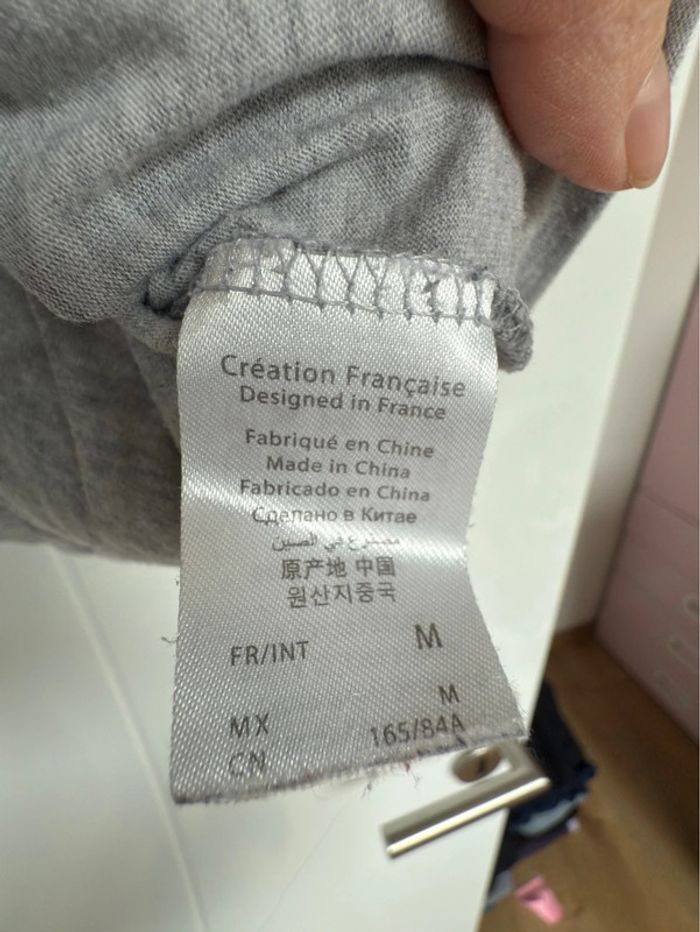 Création Française
Designed in France
Fabriqué en Chine
Made in China
Fabricado en China
Сделано в Китае
مصنوع في الصين
原产地 中国
원산지중국
FR/INT M
MX M
CN 165/84A